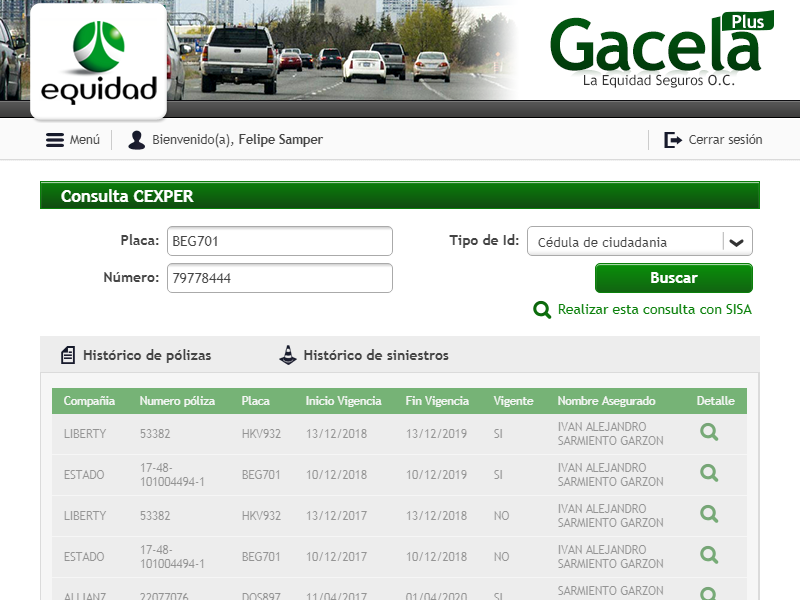 equidad
Gacela Plus
La Equidad Seguros O.C.
Menú Bienvenido(a), Felipe Samper Cerrar sesión
Consulta CEXPER
Placa: BEG701 Tipo de Id: Cédula de ciudadania
Número: 79778444 Buscar
Realizar esta consulta con SISA
Histórico de pólizas Histórico de siniestros
Compañia Numero póliza Placa Inicio Vigencia Fin Vigencia Vigente Nombre Asegurado Detalle
LIBERTY 53382 HKV932 13/12/2018 13/12/2019 SI IVAN ALEJANDRO
SARMIENTO GARZON
ESTADO 17-48-
101004494-1 BEG701 10/12/2018 10/12/2019 SI IVAN ALEJANDRO
SARMIENTO GARZON
LIBERTY 53382 HKV932 13/12/2017 13/12/2018 NO IVAN ALEJANDRO
SARMIENTO GARZON
ESTADO 17-48-
101004494-1 BEG701 10/12/2017 10/12/2018 NO IVAN ALEJANDRO
SARMIENTO GARZON
ALLIANZ 22077076 DOS897 11/04/2017 01/04/2020 SI SARMIENTO GARZON